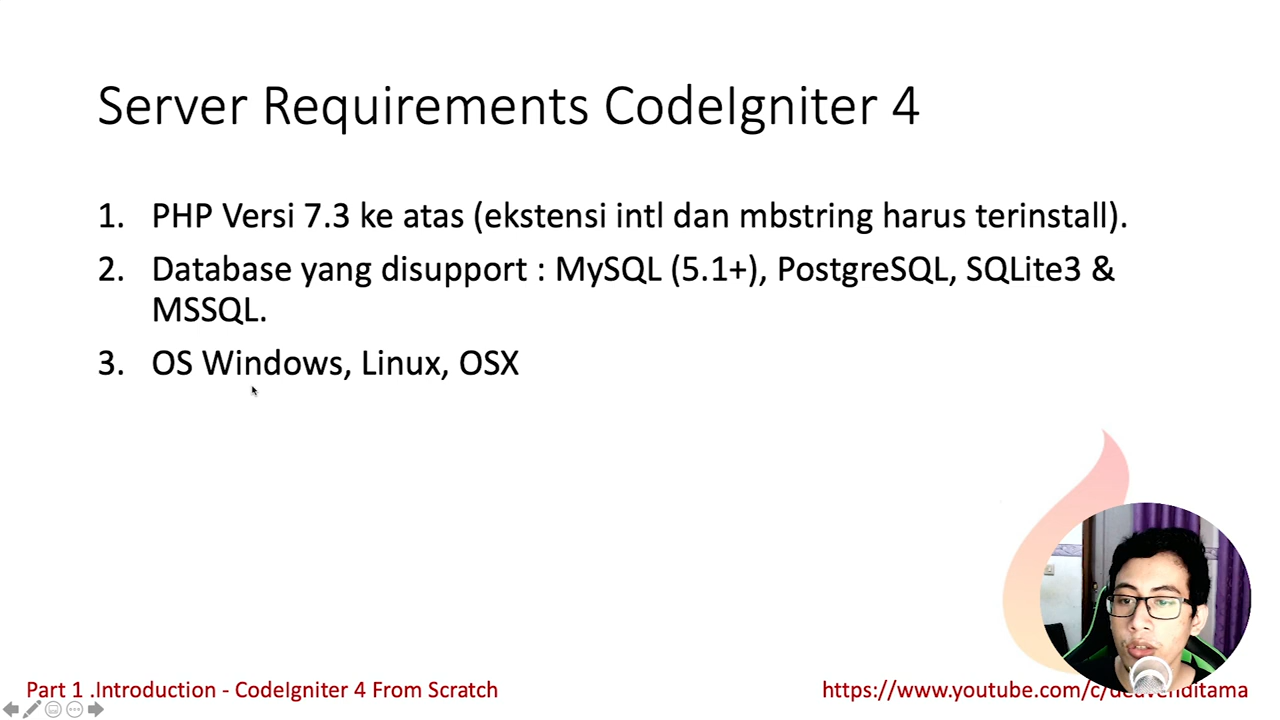 Server Requirements CodeIgniter 4
1. PHP Versi 7.3 ke atas (ekstensi intl dan mbstring harus terinstall).
2. Database yang disupport : MySQL (5.1+), PostgreSQL, SQLite3 &
MSSQL.
3. OS Windows, Linux, OSX
Part 1 .Introduction - CodeIgniter 4 From Scratch
https://www.youtube.com/c/deavenditama